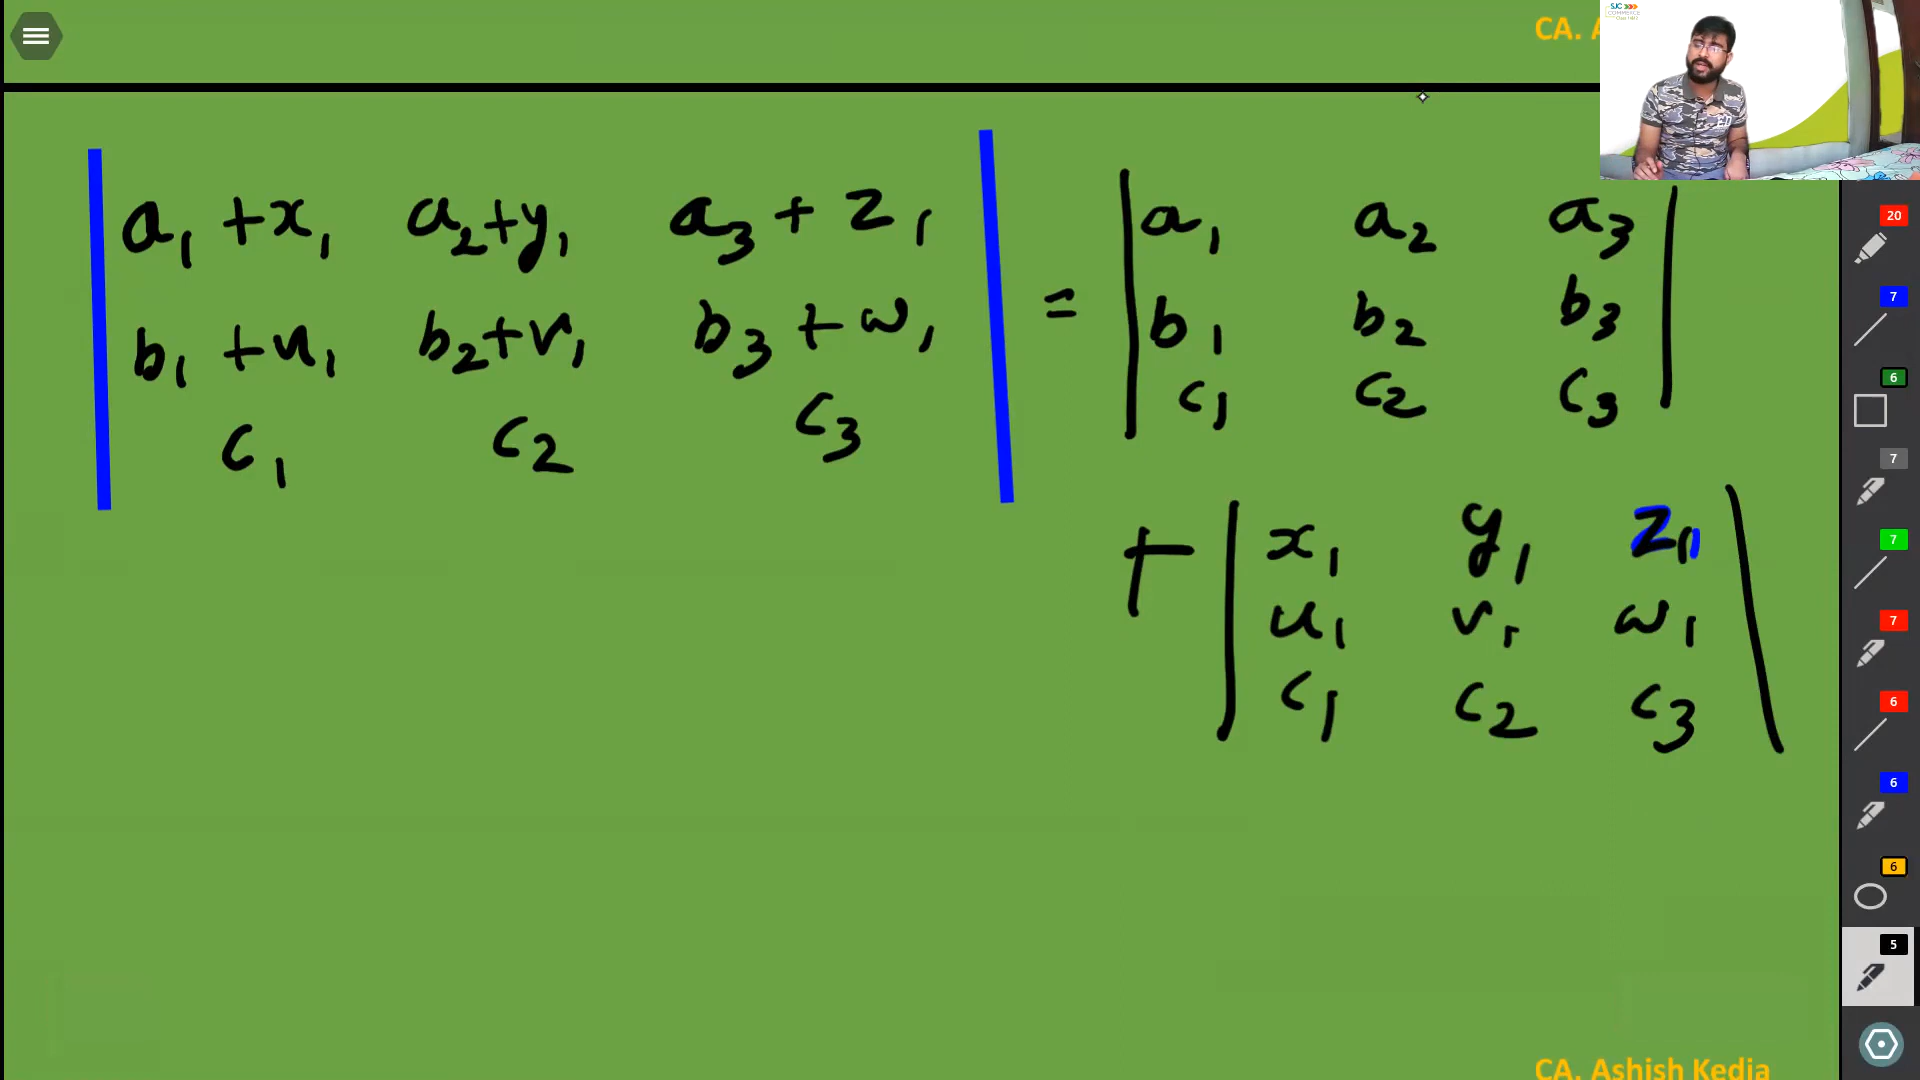 CA.
SJC
COMMERCE
a₁ + x₁ a₂ + y₁ a₃ + z₁
b₁ + u₁ b₂ + v₁ b₃ + w₁
c₁ c₂ c₃
=
a₁ a₂ a₃
b₁ b₂ b₃
c₁ c₂ c₃
+
x₁ y₁ z₁
u₁ v₁ w₁
c₁ c₂ c₃
20
7
6
7
7
7
6
6
6
5
CA. Ashish Kedia